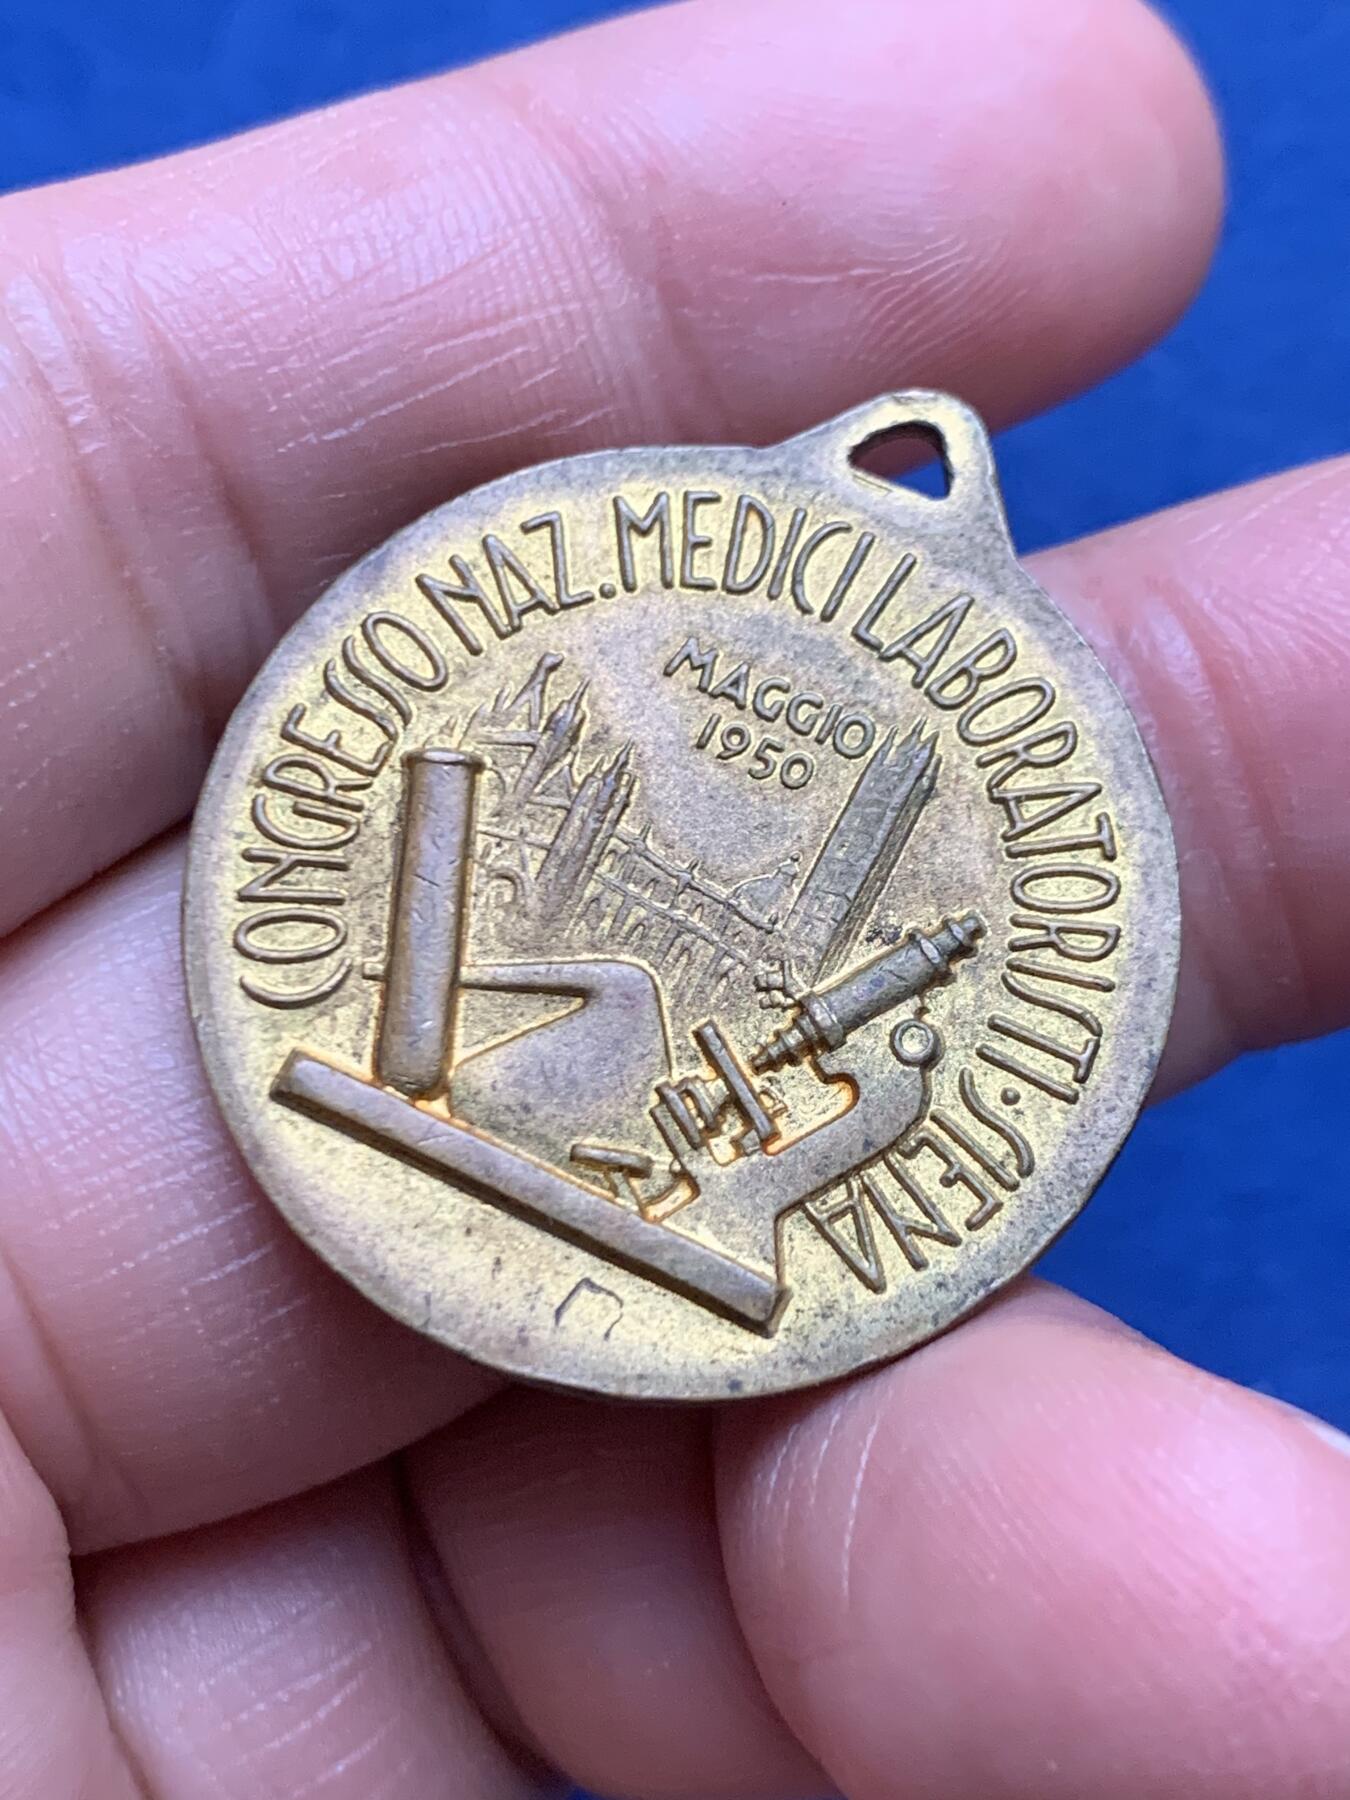 CONGRESSO NAZ. MEDICI LABORATORISTI · SIENA
MAGGIO
1950